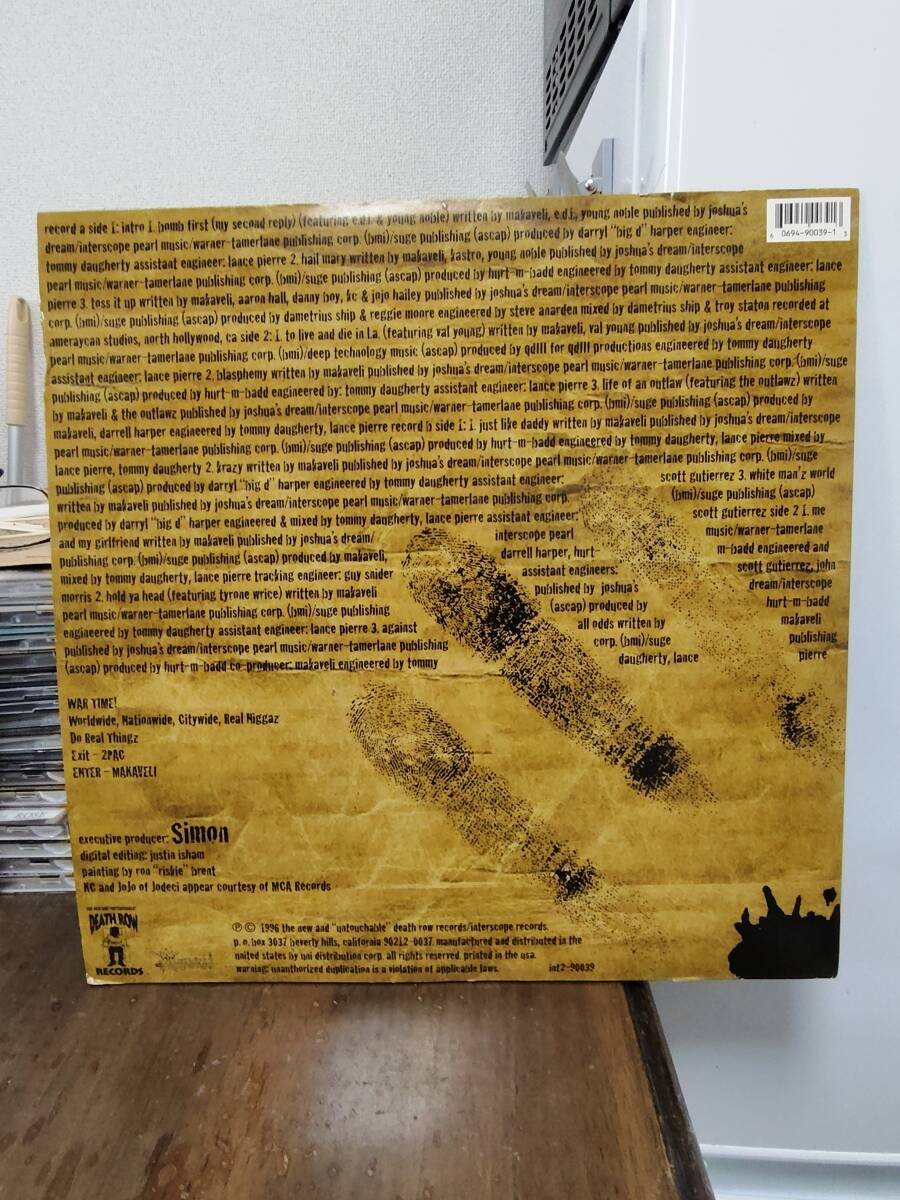 record a side 1: intro 1. bomb first (my second reply) (featuring e.d.i. & young noble) written by makaveli, e.d.i., young noble published by joshua's
dream/interscope pearl music/warner-tamerlane publishing corp. (bmi)/suge publishing (ascap) produced by darryl "big d" harper engineer:
tommy daugherty assistant engineer: lance pierre 2. hail mary written by makaveli, kastro, young noble published by joshua's dream/interscope
pearl music/warner-tamerlane publishing corp. (bmi)/suge publishing (ascap) produced by hurt-m-badd engineered by tommy daugherty assistant engineer: lance
pierre 3. toss it up written by makaveli, aaron hall, danny boy, kc & jojo hailey published by joshua's dream/interscope pearl music/warner-tamerlane publishing
corp. (bmi)/suge publishing (ascap) produced by dametrius ship & reggie moore engineered by steve anarden mixed by dametrius ship & troy staton recorded at
ameraycan studios, north hollywood, ca side 2: 1. to live and die in l.a. (featuring val young) written by makaveli, val young published by joshua's dream/interscope
pearl music/warner-tamerlane publishing corp. (bmi)/deep technology music (ascap) produced by qdIII for qdIII productions engineered by tommy daugherty
assistant engineer: lance pierre 2. blasphemy written by makaveli published by joshua's dream/interscope pearl music/warner-tamerlane publishing corp. (bmi)/suge
publishing (ascap) produced by hurt-m-badd engineered by: tommy daugherty assistant engineer: lance pierre 3. life of an outlaw (featuring the outlawz) written
by makaveli & the outlawz published by joshua's dream/interscope pearl music/warner-tamerlane publishing corp. (bmi)/suge publishing (ascap) produced by
makaveli, darrell harper engineered by tommy daugherty, lance pierre record b side 1: 1. just like daddy written by makaveli published by joshua's dream/interscope
pearl music/warner-tamerlane publishing corp. (bmi)/suge publishing (ascap) produced by hurt-m-badd engineered by tommy daugherty, lance pierre mixed by
lance pierre, tommy daugherty 2. krazy written by makaveli published by joshua's dream/interscope pearl music/warner-tamerlane publishing corp. (bmi)/suge
publishing (ascap) produced by darryl "big d" harper engineered by tommy daugherty assistant engineer: scott gutierrez 3. white man'z world
written by makaveli published by joshua's dream/interscope pearl music/warner-tamerlane publishing corp. (bmi)/suge publishing (ascap)
produced by darryl "big d" harper engineered & mixed by tommy daugherty, lance pierre assistant engineer: scott gutierrez side 2 1. me
and my girlfriend written by makaveli published by joshua's dream/ interscope pearl music/warner-tamerlane
publishing corp. (bmi)/suge publishing (ascap) produced by makaveli, darrell harper, hurt- m-badd engineered and
mixed by tommy daugherty, lance pierre tracking engineer: guy snider assistant engineers: scott gutierrez, john
morris 2. hold ya head (featuring tyrone wrice) written by makaveli published by joshua's dream/interscope
pearl music/warner-tamerlane publishing corp. (bmi)/suge publishing (ascap) produced by hurt-m-badd
engineered by tommy daugherty assistant engineer: lance pierre 3. against all odds written by makaveli
published by joshua's dream/interscope pearl music/warner-tamerlane publishing corp. (bmi)/suge publishing
(ascap) produced by hurt-m-badd co-producer: makaveli engineered by tommy daugherty, lance pierre
WAR TIME!
Worldwide, Nationwide, Citywide, Real Niggaz
Do Real Thingz
Exit - 2PAC
ENTER - MAKAVELI
executive producer: Simon
digital editing: justin isham
painting by ron "riskie" brent
KC and JoJo of Jodeci appear courtesy of MCA Records
DEATH ROW
RECORDS
℗ © 1996 the new and "untouchable" death row records/interscope records.
p. o. box 3037 beverly hills, california 90212-0037. manufactured and distributed in the
united states by uni distribution corp. all rights reserved. printed in the usa.
warning: unauthorized duplication is a violation of applicable laws. int2-90039
6 0694-90039-1 3